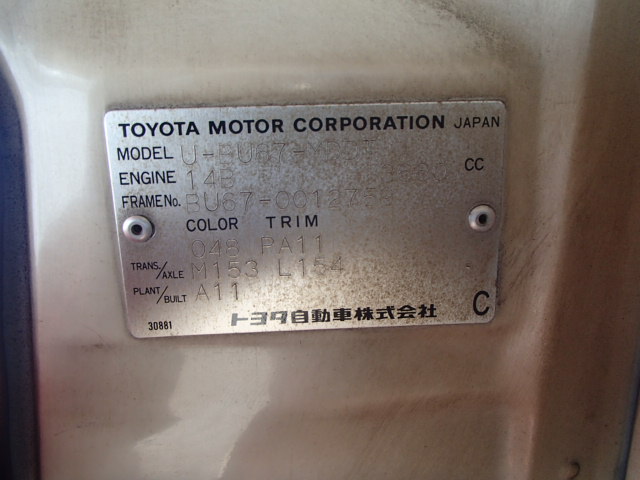 TOYOTA MOTOR CORPORATION JAPAN
MODEL
ENGINE 14B CC
FRAME No.
COLOR TRIM
048 PA11
TRANS./AXLE M153 L154
PLANT/BUILT A11
30881 トヨタ自動車株式会社 C